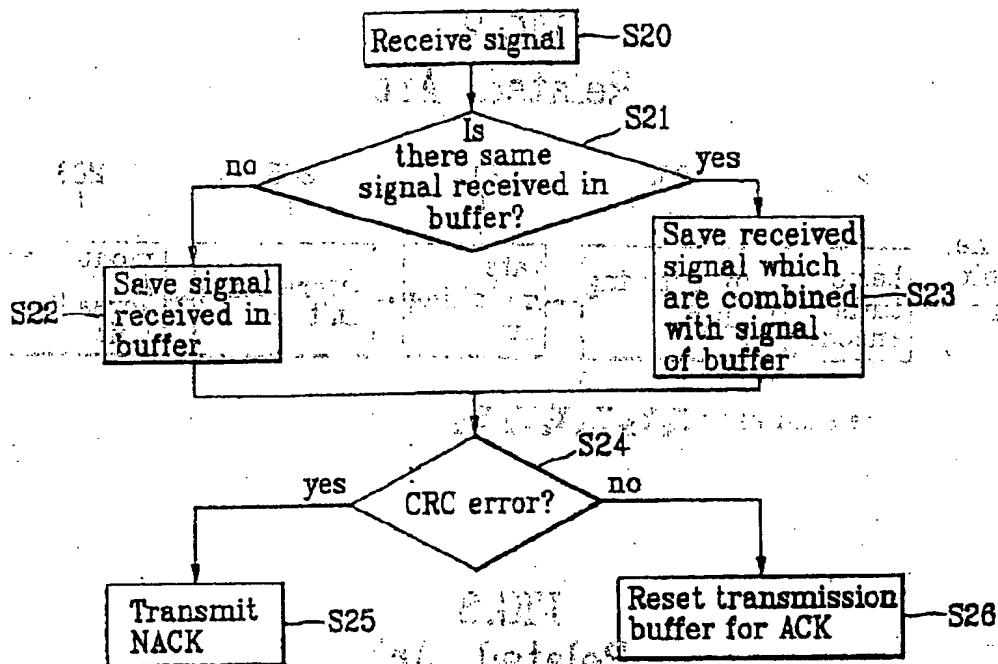 Receive signal
S20
S21
Is
there same
signal received in
buffer?
no
yes
S22
Save signal
received in
buffer
Save received
signal which
are combined
with signal
of buffer
S23
S24
CRC error?
yes
no
Transmit
NACK
S25
Reset transmission
buffer for ACK
S26